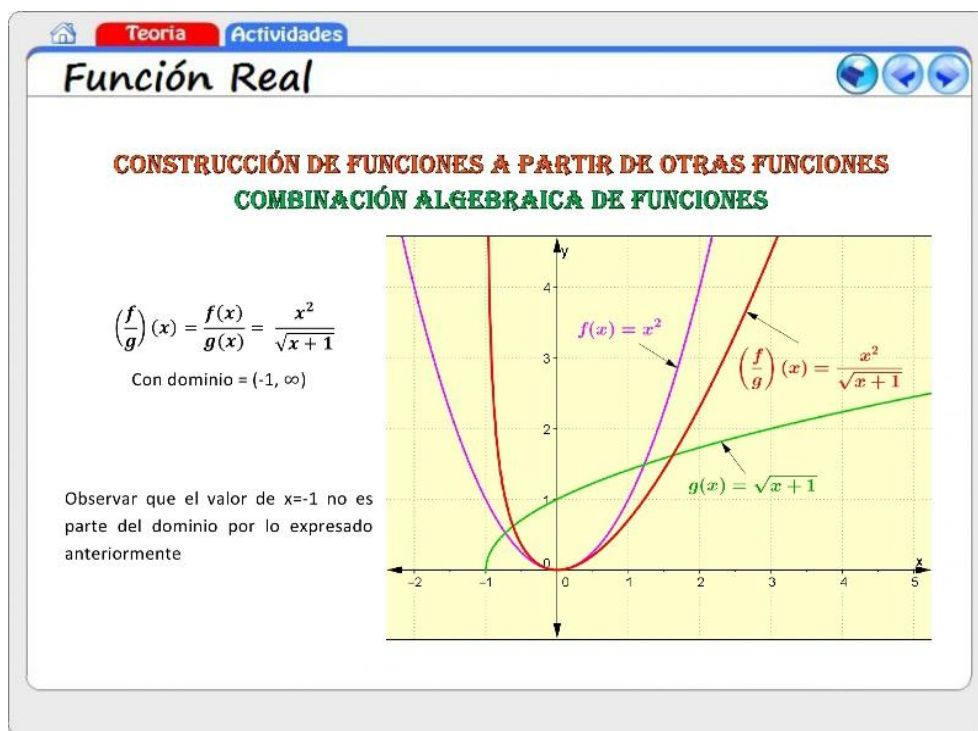 Teoría
Actividades
Función Real
CONSTRUCCIÓN DE FUNCIONES A PARTIR DE OTRAS FUNCIONES
COMBINACIÓN ALGEBRAICA DE FUNCIONES
(f/g)(x) = f(x)/g(x) = x²/√(x + 1)
Con dominio = (-1, ∞)
Observar que el valor de x=-1 no es
parte del dominio por lo expresado
anteriormente
y
4
f(x) = x²
3
(f/g)(x) = x²/√(x + 1)
2
g(x) = √(x + 1)
1
0
x
−2 −1 0 1 2 3 4 5